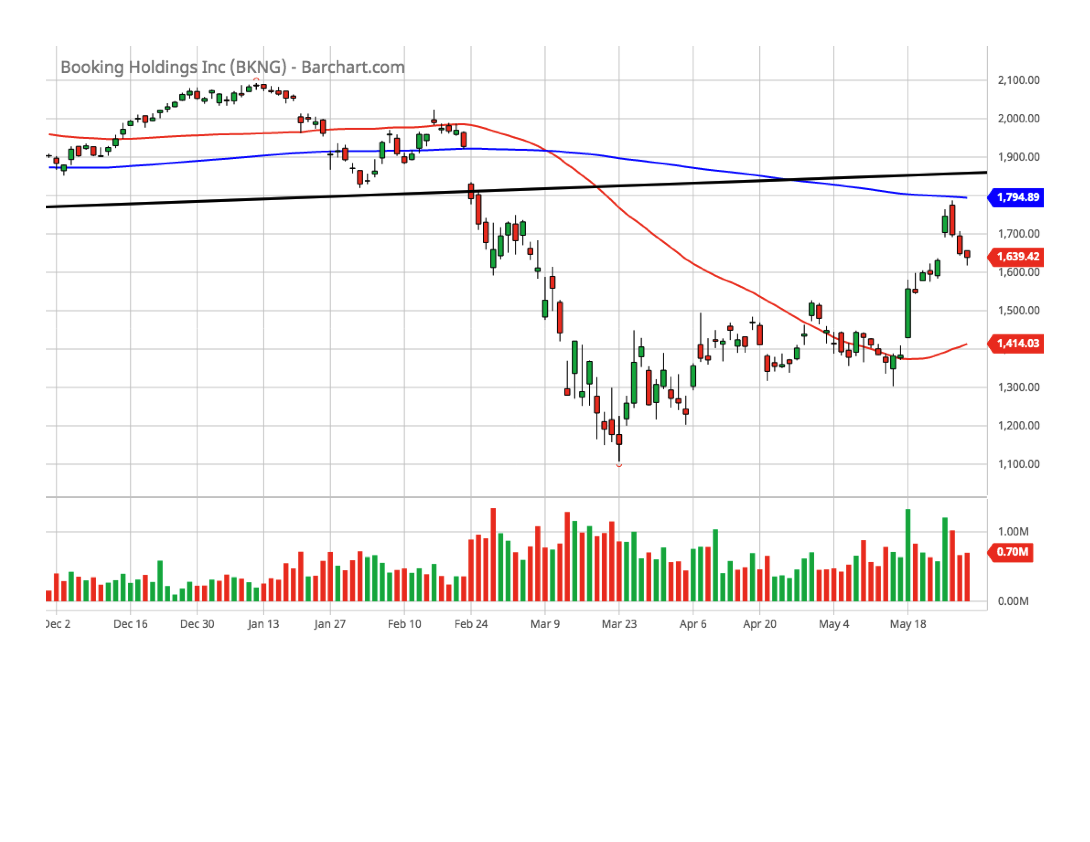 Booking Holdings Inc (BKNG) - Barchart.com
2,100.00
2,000.00
1,900.00
1,794.89
1,700.00
1,639.42
1,600.00
1,500.00
1,414.03
1,300.00
1,200.00
1,100.00
1.00M
0.70M
0.00M
Dec 2 Dec 16 Dec 30 Jan 13 Jan 27 Feb 10 Feb 24 Mar 9 Mar 23 Apr 6 Apr 20 May 4 May 18